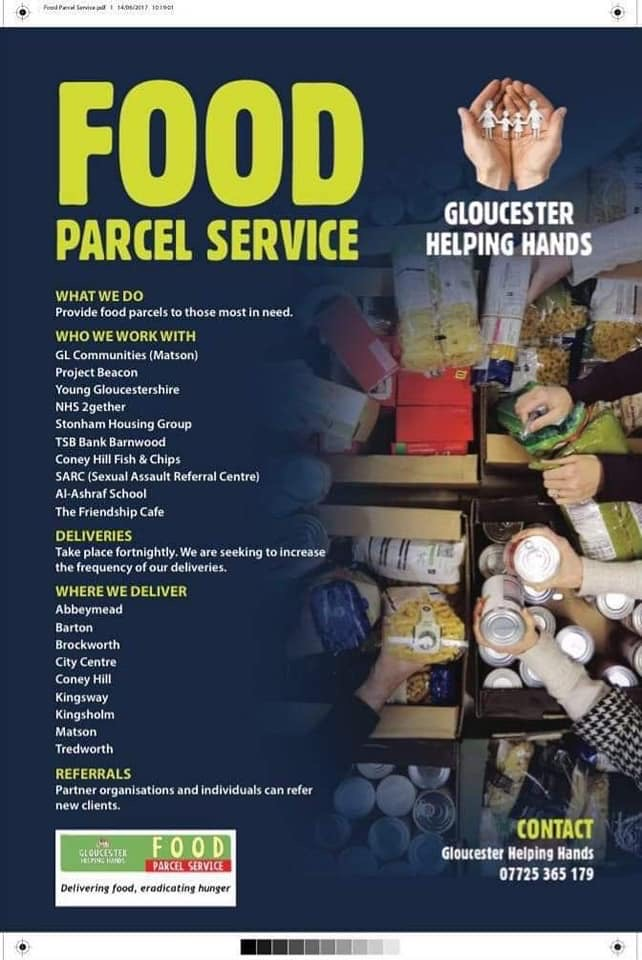 Food Parcel Service.pdf 1 14/06/2017 10:19:01
FOOD
PARCEL SERVICE
GLOUCESTER
HELPING HANDS
WHAT WE DO
Provide food parcels to those most in need.
WHO WE WORK WITH
GL Communities (Matson)
Project Beacon
Young Gloucestershire
NHS 2gether
Stonham Housing Group
TSB Bank Barnwood
Coney Hill Fish & Chips
SARC (Sexual Assault Referral Centre)
Al-Ashraf School
The Friendship Cafe
DELIVERIES
Take place fortnightly. We are seeking to increase
the frequency of our deliveries.
WHERE WE DELIVER
Abbeymead
Barton
Brockworth
City Centre
Coney Hill
Kingsway
Kingsholm
Matson
Tredworth
REFERRALS
Partner organisations and individuals can refer
new clients.
GLOUCESTER
HELPING HANDS
FOOD
PARCEL SERVICE
Delivering food, eradicating hunger
CONTACT
Gloucester Helping Hands
07725 365 179